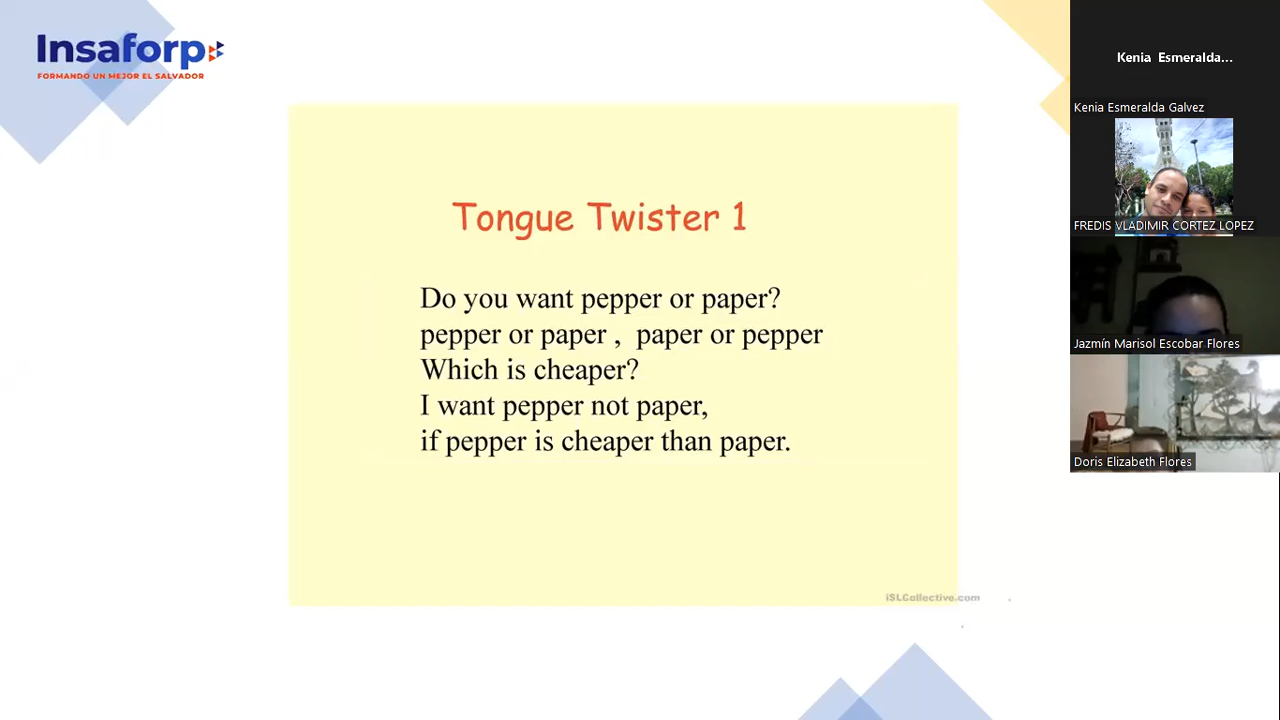 Insaforp
FORMANDO UN MEJOR EL SALVADOR
Tongue Twister 1
Do you want pepper or paper?
pepper or paper , paper or pepper
Which is cheaper?
I want pepper not paper,
if pepper is cheaper than paper.
iSLCollective.com
Kenia Esmeralda...
Kenia Esmeralda Galvez
FREDIS VLADIMIR CORTEZ LOPEZ
Jazmín Marisol Escobar Flores
Doris Elizabeth Flores